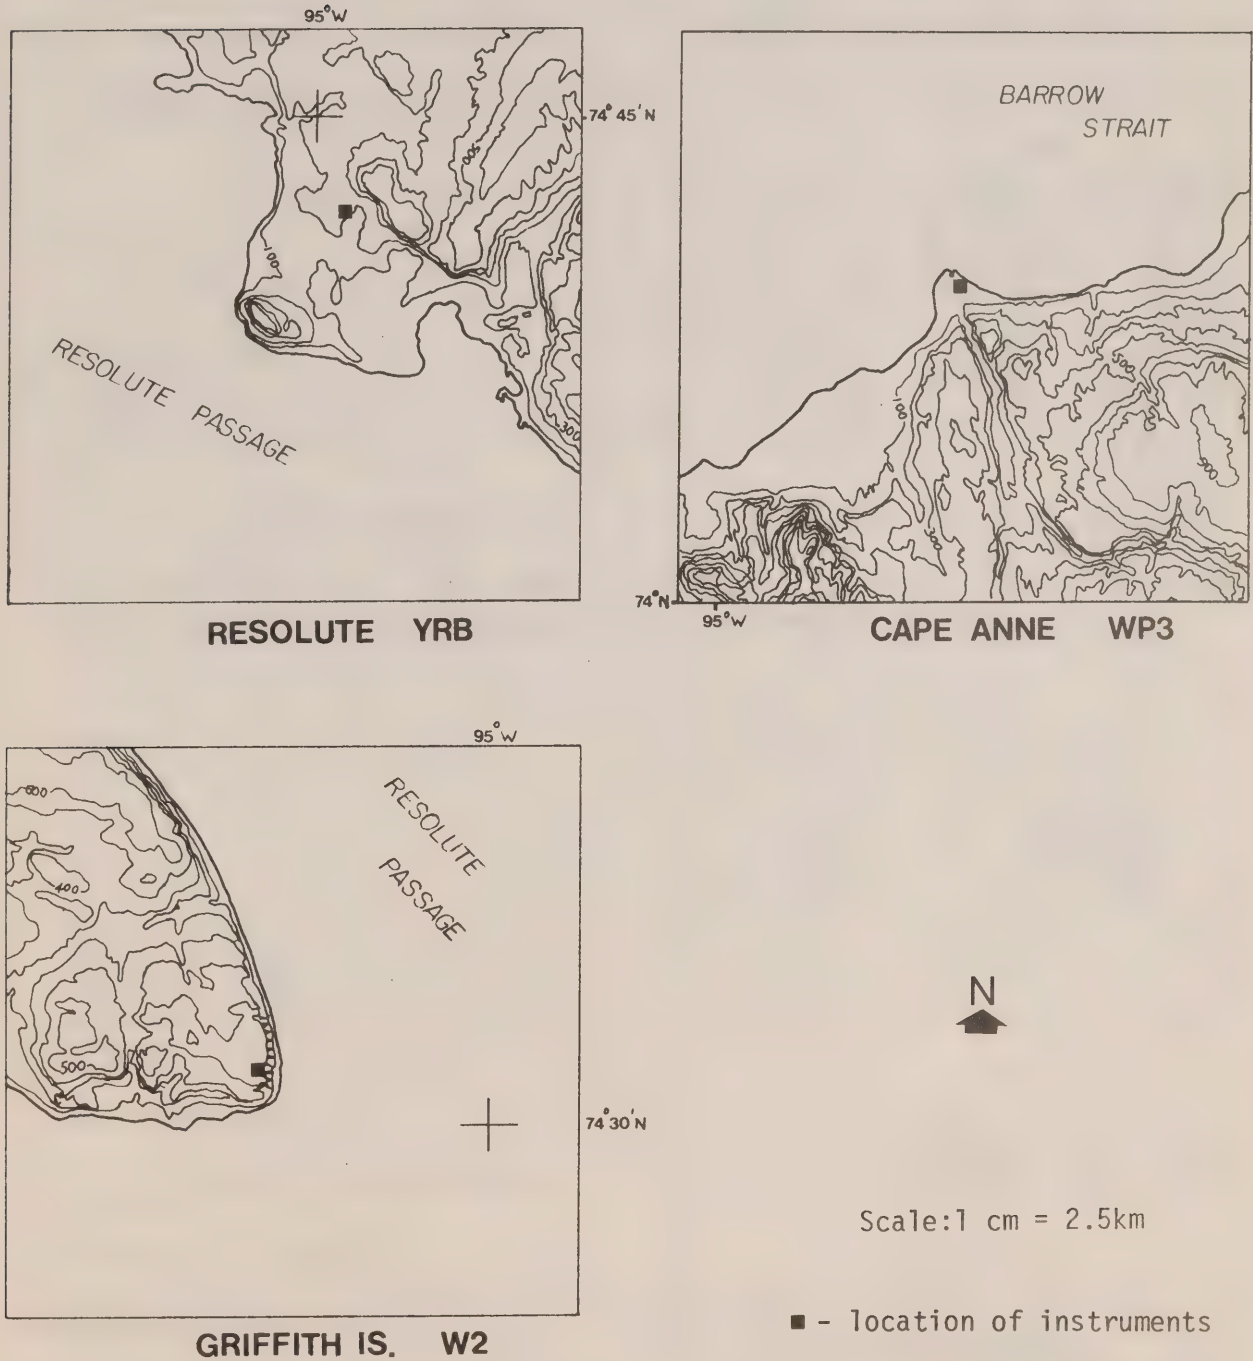 95°W
74°45'N
500
100
300
RESOLUTE PASSAGE
RESOLUTE YRB
BARROW
STRAIT
100
500
300
74°N
95°W
CAPE ANNE WP3
95°W
RESOLUTE
PASSAGE
400
500
74°30'N
GRIFFITH IS. W2
N
Scale:1 cm = 2.5km
■ - location of instruments